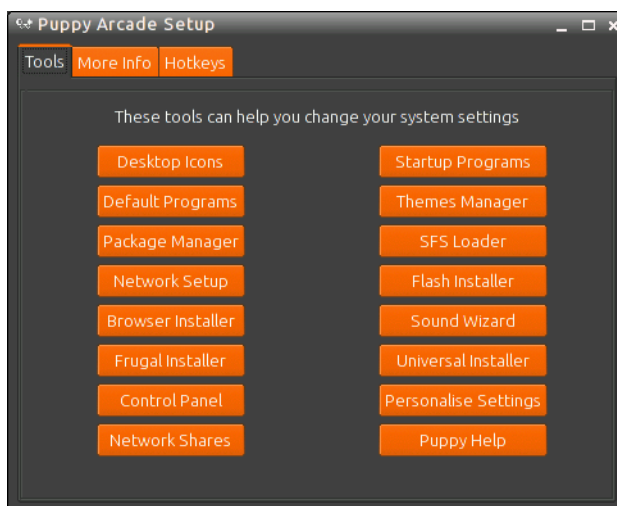 Puppy Arcade Setup
Tools More Info Hotkeys
These tools can help you change your system settings
Desktop Icons Startup Programs
Default Programs Themes Manager
Package Manager SFS Loader
Network Setup Flash Installer
Browser Installer Sound Wizard
Frugal Installer Universal Installer
Control Panel Personalise Settings
Network Shares Puppy Help